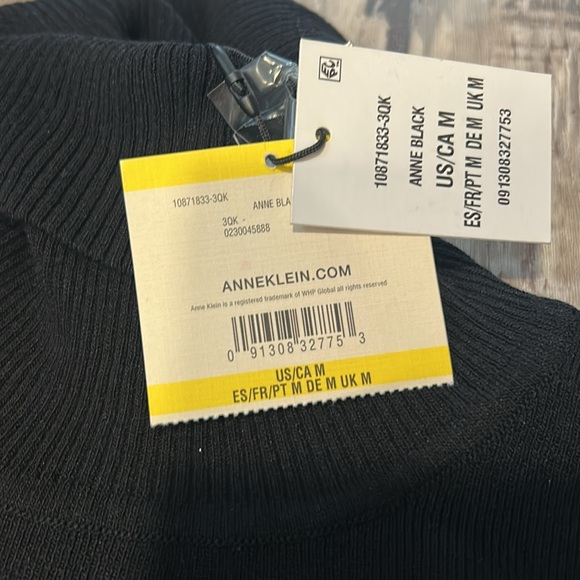 10871833-3QK
ANNE BLACK
US/CA M
ES/FR/PT M DE M UK M
091308327753
10871833-3QK
ANNE BLA
3QK -
0230045888
ANNEKLEIN.COM
Anne Klein is a registered trademark of WHP Global all rights reserved
0 91308 32775 3
US/CA M
ES/FR/PT M DE M UK M